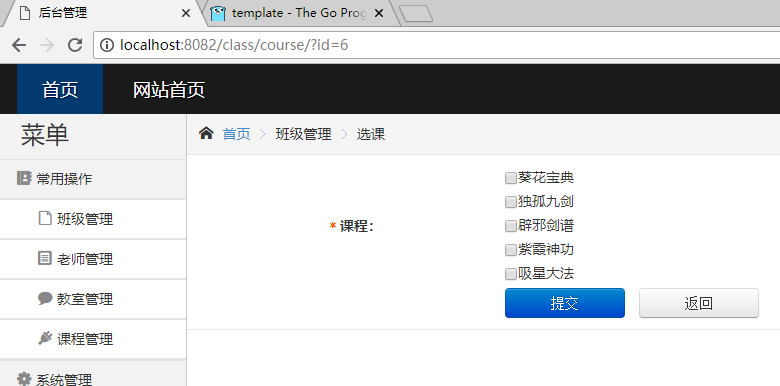 后台管理
template - The Go Prog
localhost:8082/class/course/?id=6
首页 网站首页
菜单
首页 班级管理 选课
常用操作
班级管理
老师管理
教室管理
课程管理
系统管理
* 课程：
葵花宝典
独孤九剑
辟邪剑谱
紫霞神功
吸星大法
提交 返回